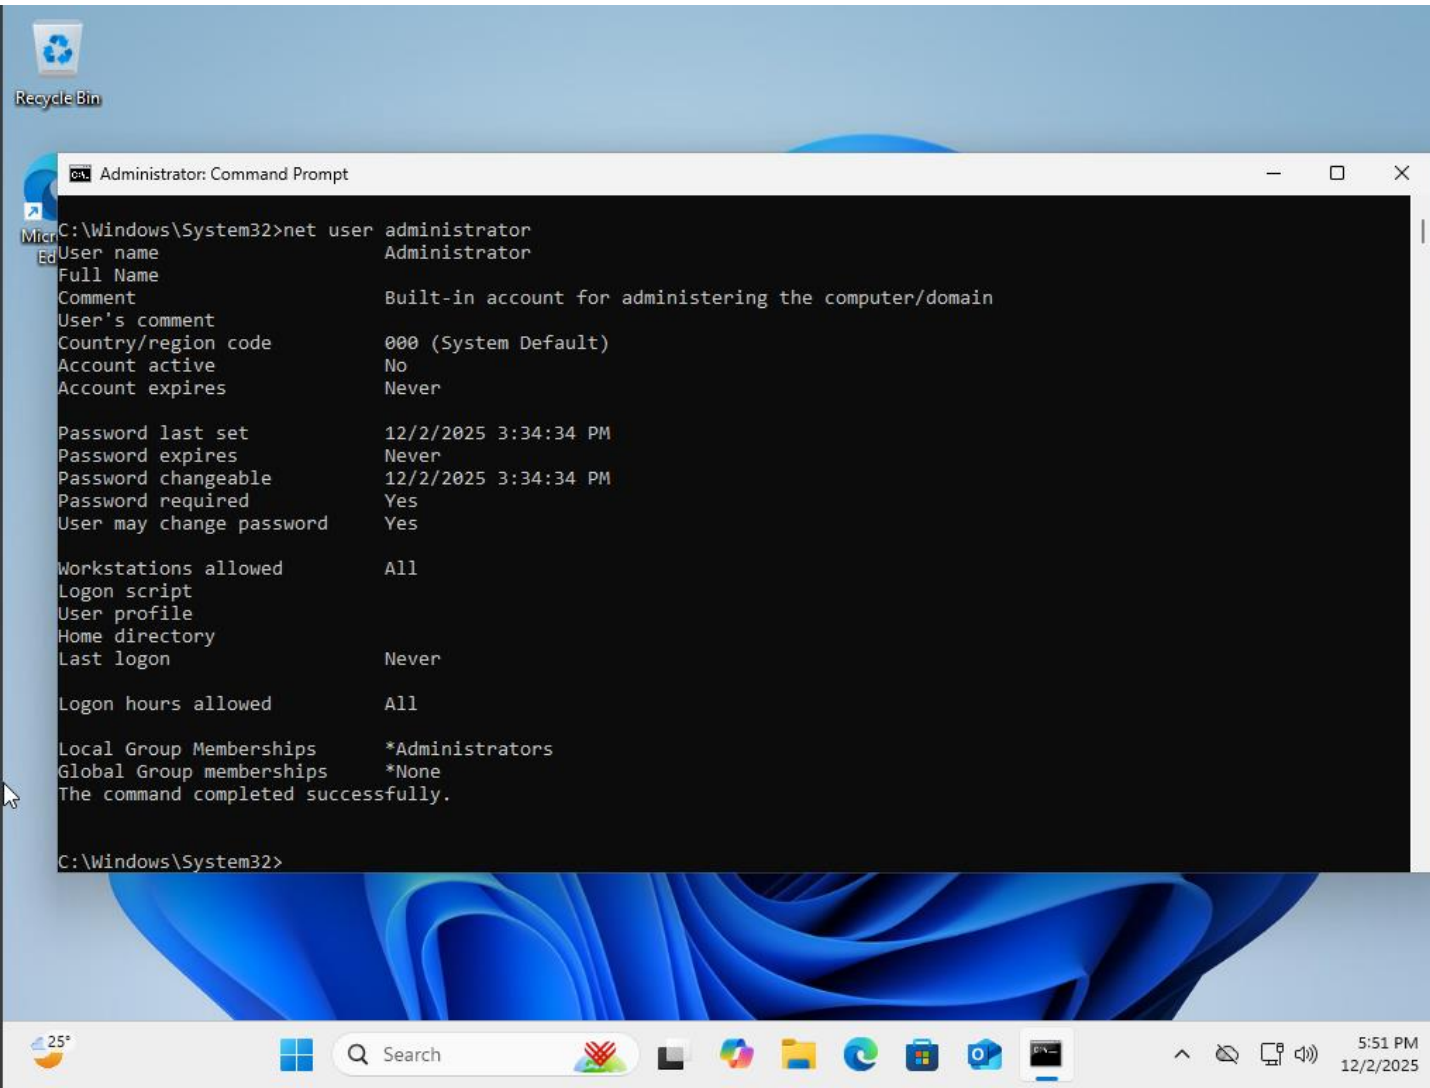 Recycle Bin
Administrator: Command Prompt
Micr
Ed
C:\Windows\System32>net user administrator
User name                    Administrator
Full Name
Comment                      Built-in account for administering the computer/domain
User's comment
Country/region code          000 (System Default)
Account active               No
Account expires              Never
Password last set            12/2/2025 3:34:34 PM
Password expires             Never
Password changeable          12/2/2025 3:34:34 PM
Password required            Yes
User may change password     Yes
Workstations allowed         All
Logon script
User profile
Home directory
Last logon                   Never
Logon hours allowed          All
Local Group Memberships      *Administrators
Global Group memberships     *None
The command completed successfully.
C:\Windows\System32>
25°
Search
5:51 PM
12/2/2025